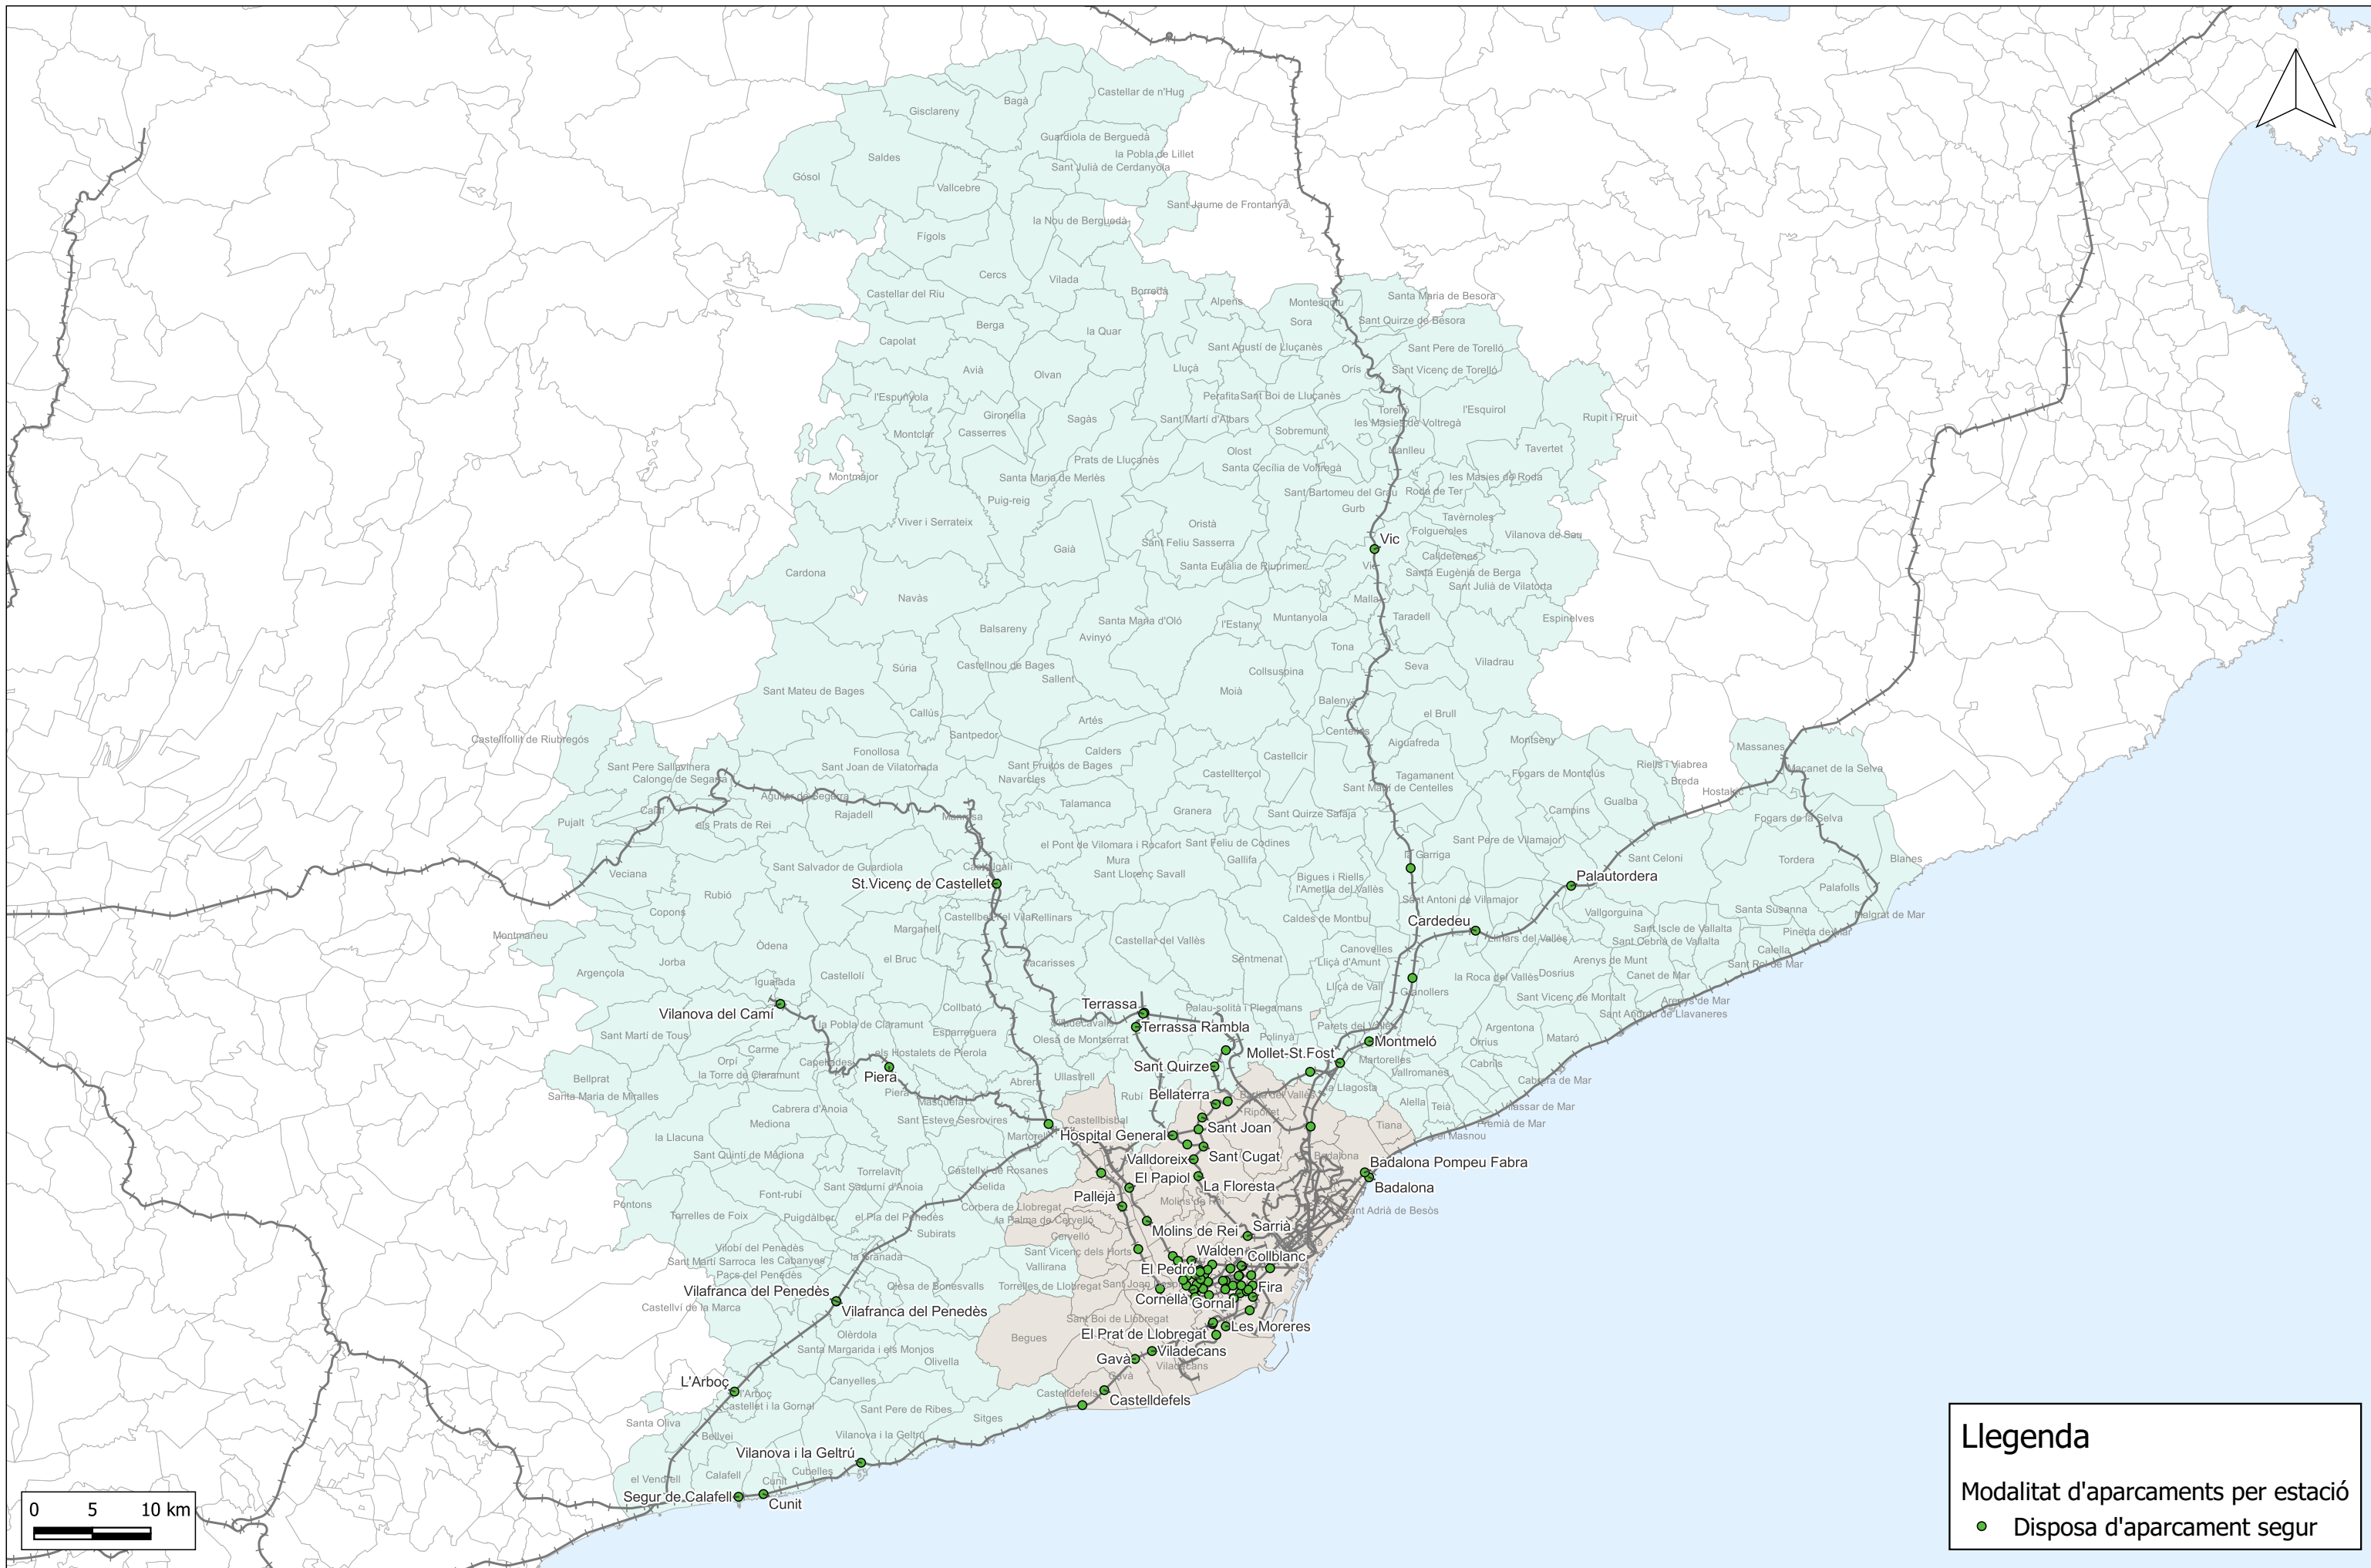 Castellar de n'Hug
Bagà
Gisclareny
Guardiola de Berguedà
la Pobla de Lillet
Saldes
Sant Julià de Cerdanyola
Gósol
Vallcebre
Sant Jaume de Frontanyà
la Nou de Berguedà
Fígols
Cercs
Vilada
Castellar del Riu
Borredà
Alpens
Montesquiu
Santa Maria de Besora
Sora
Sant Quirze de Besora
Berga
la Quar
Capolat
Sant Agustí de Lluçanès
Sant Pere de Torelló
Avià
Olvan
Lluçà
Orís
Sant Vicenç de Torelló
l'Espunyola
Perafita
Sant Boi de Lluçanès
Gironella
Sagàs
Sant Martí d'Albars
Torelló
l'Esquirol
Rupit i Pruit
les Masies de Voltregà
Montclar
Casserres
Sobremunt
Olost
Manlleu
Tavertet
Prats de Lluçanès
Santa Cecília de Voltregà
Montmajor
Santa Maria de Merlès
les Masies de Roda
Puig-reig
Sant Bartomeu del Grau
Roda de Ter
Gurb
Viver i Serrateix
Oristà
Tavèrnoles
Folgueroles
Vilanova de Sau
Vic
Gaià
Sant Feliu Sasserra
Calldetenes
Cardona
Santa Eulàlia de Riuprimer
Vic
Santa Eugènia de Berga
Sant Julià de Vilatorta
Navàs
Malla
Santa Maria d'Oló
l'Estany
Muntanyola
Taradell
Espinelves
Balsareny
Avinyó
Tona
Súria
Castellnou de Bages
Sallent
Collsuspina
Seva
Viladrau
Sant Mateu de Bages
Moià
Balenyà
Callús
Artés
el Brull
Castellfollit de Riubregós
Santpedor
Centelles
Aiguafreda
Montseny
Massanes
Fonollosa
Calders
Castellcir
Sant Pere Sallavinera
Sant Joan de Vilatorrada
Sant Fruitós de Bages
Castellterçol
Riells i Viabrea
Maçanet de la Selva
Calonge de Segarra
Navarcles
Tagamanent
Fogars de Montclús
Breda
Sant Martí de Centelles
Hostalric
Aguilar de Segarra
Talamanca
Granera
Gualba
Calaf
Rajadell
Manresa
Sant Quirze Safaja
Campins
Fogars de la Selva
Pujalt
els Prats de Rei
el Pont de Vilomara i Rocafort
Sant Feliu de Codines
Sant Pere de Vilamajor
la Garriga
Mura
Gallifa
Sant Celoni
Tordera
Blanes
Veciana
Sant Salvador de Guardiola
Castellgalí
Sant Llorenç Savall
Bigues i Riells
Palautordera
St.Vicenç de Castellet
l'Ametlla del Vallès
Palafolls
Rubió
Sant Antoni de Vilamajor
Copons
Castellbell i el Vilar
Rellinars
Caldes de Montbui
Cardedeu
Vallgorguina
Santa Susanna
Malgrat de Mar
Montmaneu
Marganell
Sant Iscle de Vallalta
Pineda de Mar
Òdena
Castellar del Vallès
Canovelles
Llinars del Vallès
Sant Cebrià de Vallalta
Calella
Jorba
el Bruc
Vacarisses
Sentmenat
Lliçà d'Amunt
Arenys de Munt
Sant Pol de Mar
Argençola
Castellolí
la Roca del Vallès
Dosrius
Canet de Mar
Igualada
Lliçà de Vall
Granollers
Collbató
Terrassa
Palau-solità i Plegamans
Sant Vicenç de Montalt
Arenys de Mar
Vilanova del Camí
Sant Andreu de Llavaneres
la Pobla de Claramunt
Viladecavalls
Terrassa Rambla
Parets del Vallès
Argentona
Sant Martí de Tous
Esparreguera
Olesa de Montserrat
Polinyà
Montmeló
Òrrius
Mataró
Carme
els Hostalets de Pierola
Mollet-St.Fost
Orpí
Capellades
Sant Quirze
Martorelles
Cabrils
la Torre de Claramunt
Piera
Ullastrell
Vallromanes
Bellprat
Abrera
la Llagosta
Cabrera de Mar
Santa Maria de Miralles
Piera
Masquefa
Rubí
Bellaterra
Badia del Vallès
Alella
Teià
Vilassar de Mar
Cabrera d'Anoia
Ripollet
Mediona
Sant Esteve Sesrovires
Castellbisbal
Sant Joan
Tiana
Premià de Mar
la Llacuna
Martorell
Hospital General
el Masnou
Sant Quintí de Mediona
Valldoreix
Sant Cugat
Badalona
Badalona Pompeu Fabra
Torrelavit
Castellví de Rosanes
El Papiol
La Floresta
Badalona
Font-rubí
Sant Sadurní d'Anoia
Gelida
Pallejà
Pontons
Corbera de Llobregat
Molins de Rei
Sant Adrià de Besòs
Torrelles de Foix
Puigdàlber
el Pla del Penedès
la Palma de Cervelló
Molins de Rei
Sarrià
Subirats
Cervelló
Vilobí del Penedès
Sant Vicenç dels Horts
Walden
Collblanc
Sant Martí Sarroca
les Cabanyes
la Granada
Vallirana
El Pedró
Pacs del Penedès
Vilafranca del Penedès
Olesa de Bonesvalls
Torrelles de Llobregat
Sant Joan Despí
Fira
Castellví de la Marca
Vilafranca del Penedès
Cornellà
Gornal
Sant Boi de Llobregat
Olèrdola
Begues
El Prat de Llobregat
Les Moreres
Santa Margarida i els Monjos
Olivella
Gavà
Viladecans
Viladecans
L'Arboç
Canyelles
Gavà
l'Arboç
Castelldefels
Castelldefels
Castellet i la Gornal
Sant Pere de Ribes
Sitges
Santa Oliva
Bellvei
Vilanova i la Geltrú
Vilanova i la Geltrú
el Vendrell
Calafell
Cunit
Cubelles
Segur de Calafell
Cunit
0 5 10 km
Llegenda
Modalitat d'aparcaments per estació
Disposa d'aparcament segur